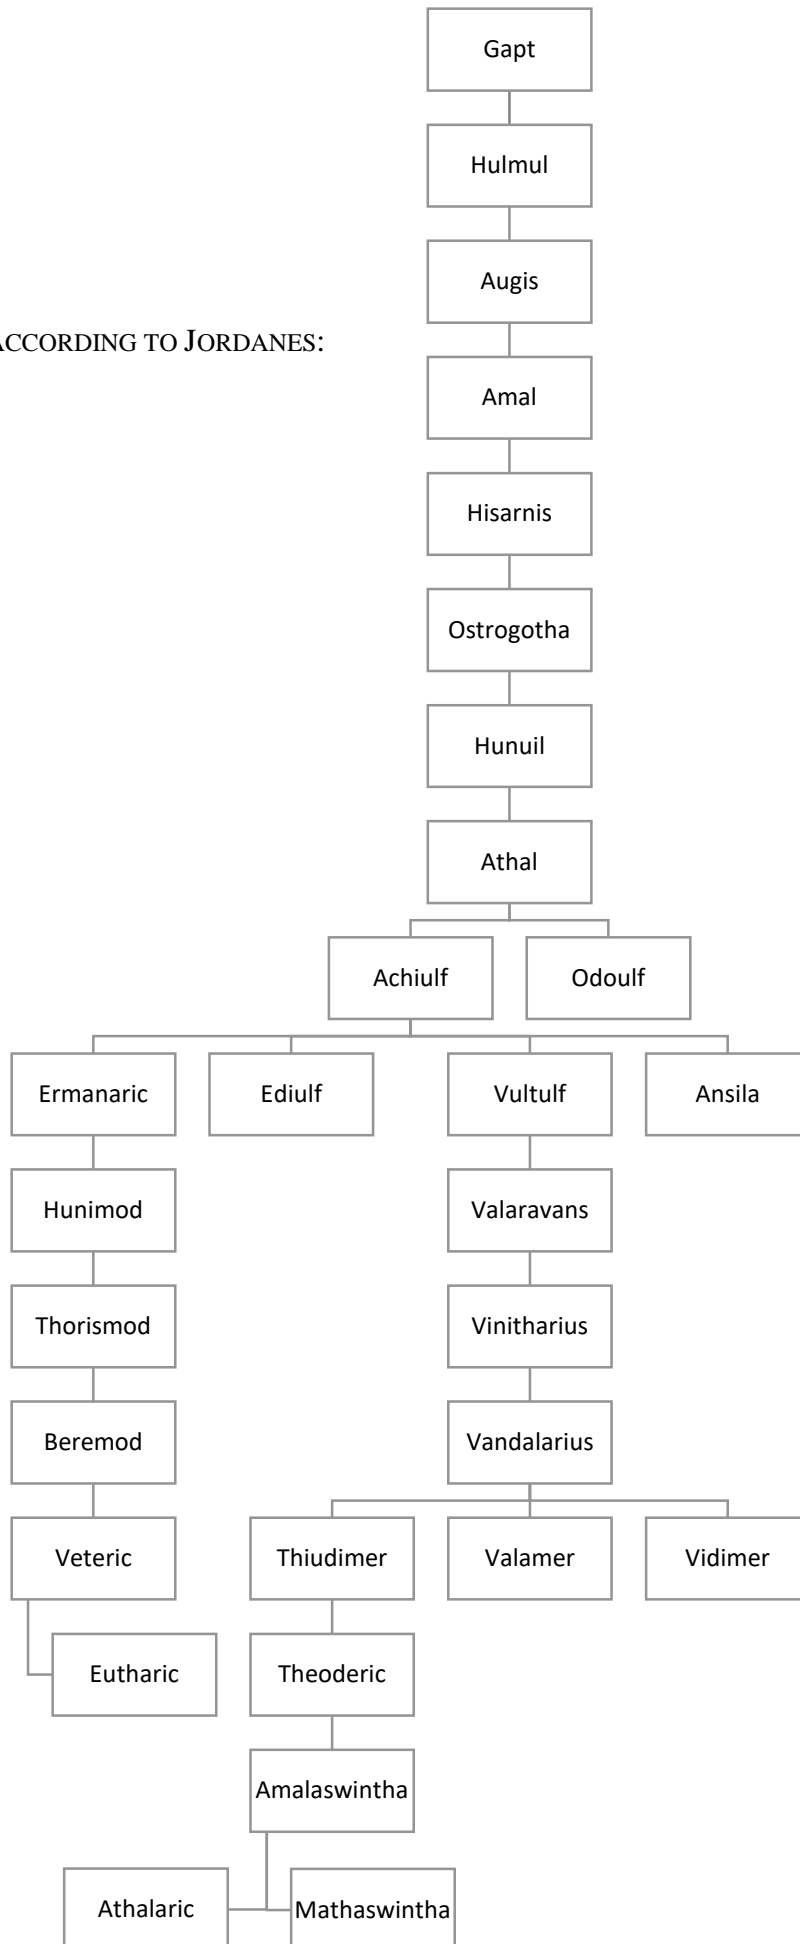 Gapt
Hulmul
Augis
ACCORDING TO JORDANES:
Amal
Hisarnis
Ostrogotha
Hunuil
Athal
Achiulf
Odoulf
Ermanaric
Ediulf
Vultulf
Ansila
Hunimod
Valaravans
Thorismod
Vinitharius
Beremod
Vandalarius
Veteric
Thiudimer
Valamer
Vidimer
Eutharic
Theoderic
Amalaswintha
Athalaric
Mathaswintha